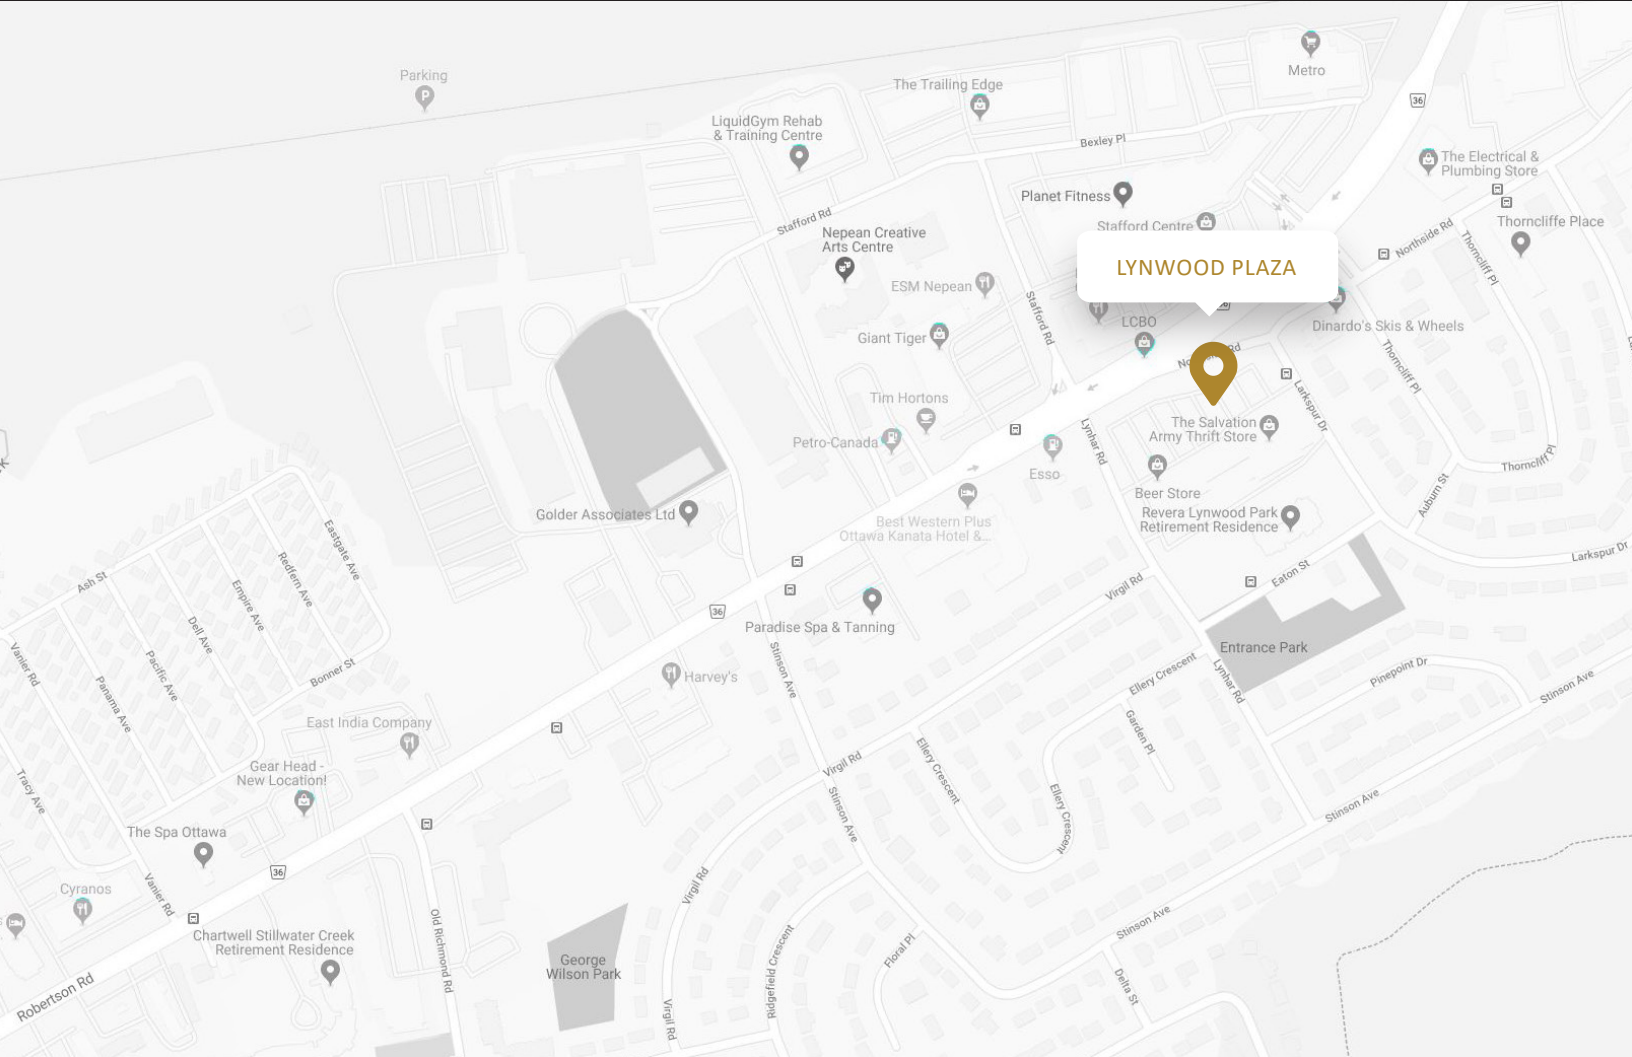 Parking
The Trailing Edge
Metro
36
LiquidGym Rehab
& Training Centre
Bexley Pl
The Electrical &
Plumbing Store
Planet Fitness
Stafford Rd
Stafford Centre
Thorncliffe Place
Nepean Creative
Arts Centre
Northside Rd
Thorncliff Pl
LYNWOOD PLAZA
ESM Nepean
Stafford Rd
LCBO
Dinardo's Skis & Wheels
Giant Tiger
Thorncliff Pl
Larkspur Dr
Tim Hortons
The Salvation
Army Thrift Store
Petro-Canada
Lynhar Rd
Esso
Thorncliff Pl
Beer Store
Auburn St
Golder Associates Ltd
Best Western Plus
Ottawa Kanata Hotel &...
Revera Lynwood Park
Retirement Residence
Larkspur Dr
Eastgate Ave
Redfern Ave
Ash St
Empire Ave
Eaton St
Virgil Rd
36
Paradise Spa & Tanning
Dell Ave
Entrance Park
Vanier Rd
Pacific Ave
Bonner St
Stinson Ave
Harvey's
Ellery Crescent
Lynhar Rd
Pinepoint Dr
Stinson Ave
Panama Ave
East India Company
Garden Pl
Gear Head -
New Location!
Virgil Rd
Ellery Crescent
Tracy Ave
Stinson Ave
Ellery Crescent
Stinson Ave
The Spa Ottawa
36
Cyranos
Vanier Rd
Virgil Rd
Chartwell Stillwater Creek
Retirement Residence
Old Richmond Rd
George
Wilson Park
Ridgefield Crescent
Floral Pl
Stinson Ave
Robertson Rd
Delta St
Virgil Rd